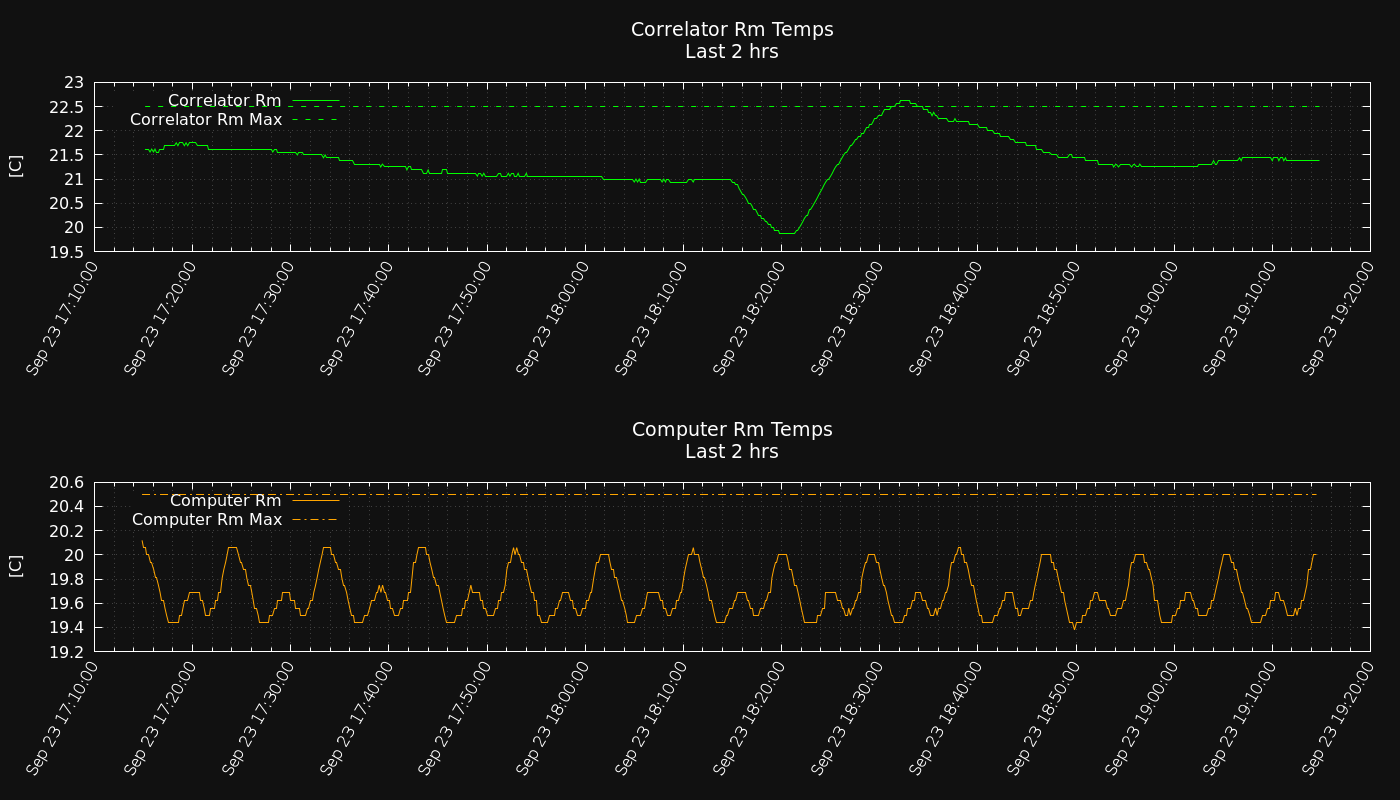 Correlator Rm Temps
Last 2 hrs
23
22.5
22
21.5
21
20.5
20
19.5
[C]
Correlator Rm
Correlator Rm Max
Sep 23 17:10:00
Sep 23 17:20:00
Sep 23 17:30:00
Sep 23 17:40:00
Sep 23 17:50:00
Sep 23 18:00:00
Sep 23 18:10:00
Sep 23 18:20:00
Sep 23 18:30:00
Sep 23 18:40:00
Sep 23 18:50:00
Sep 23 19:00:00
Sep 23 19:10:00
Sep 23 19:20:00
Computer Rm Temps
Last 2 hrs
20.6
20.4
20.2
20
19.8
19.6
19.4
19.2
[C]
Computer Rm
Computer Rm Max
Sep 23 17:10:00
Sep 23 17:20:00
Sep 23 17:30:00
Sep 23 17:40:00
Sep 23 17:50:00
Sep 23 18:00:00
Sep 23 18:10:00
Sep 23 18:20:00
Sep 23 18:30:00
Sep 23 18:40:00
Sep 23 18:50:00
Sep 23 19:00:00
Sep 23 19:10:00
Sep 23 19:20:00